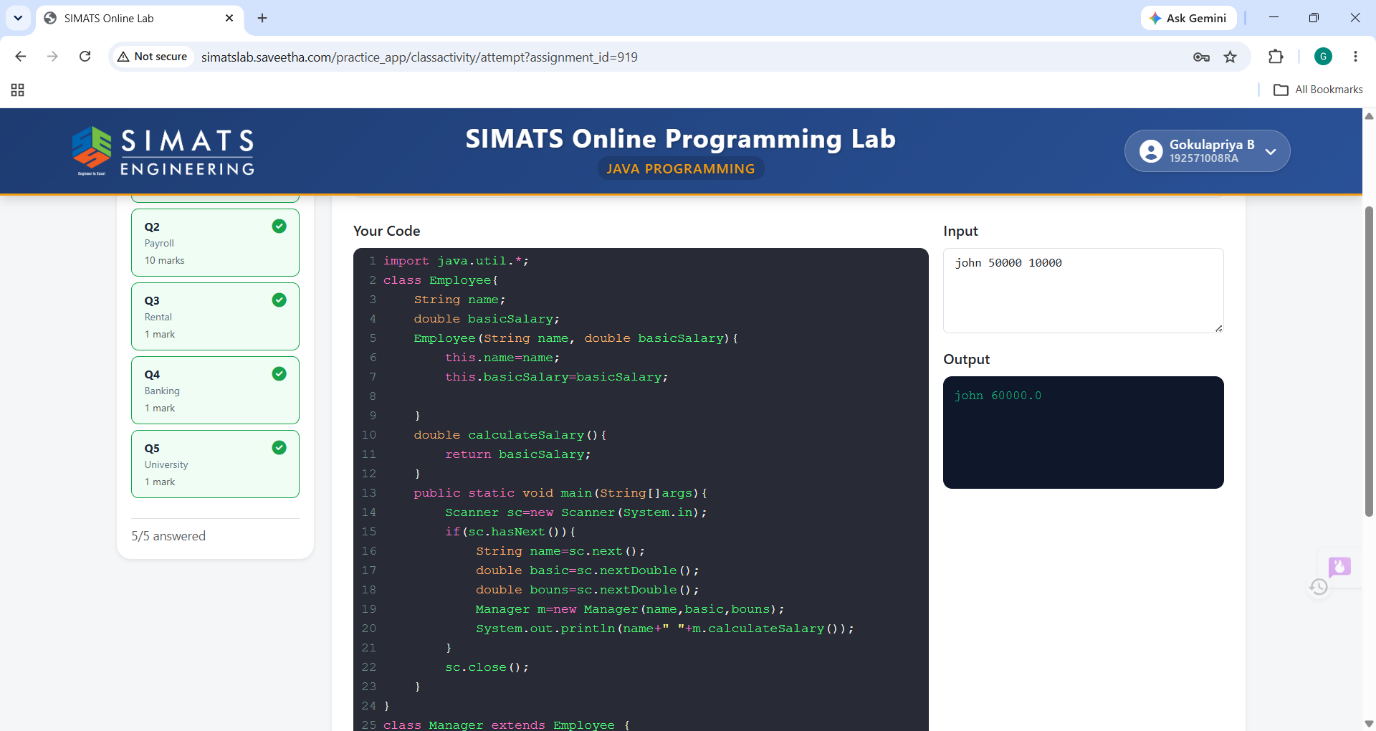 SIMATS Online Lab
Ask Gemini
Not secure
simatslab.saveetha.com/practice_app/classactivity/attempt?assignment_id=919
G
All Bookmarks
SIMATS
ENGINEERING
Engineer to Excel
SIMATS Online Programming Lab
JAVA PROGRAMMING
Gokulapriya B
192571008RA
Q2
Payroll
10 marks
Q3
Rental
1 mark
Q4
Banking
1 mark
Q5
University
1 mark
5/5 answered
Your Code
1 import java.util.*;
2 class Employee{
3     String name;
4     double basicSalary;
5     Employee(String name, double basicSalary){
6         this.name=name;
7         this.basicSalary=basicSalary;
8
9     }
10     double calculateSalary(){
11         return basicSalary;
12     }
13     public static void main(String[]args){
14         Scanner sc=new Scanner(System.in);
15         if(sc.hasNext()){
16             String name=sc.next();
17             double basic=sc.nextDouble();
18             double bouns=sc.nextDouble();
19             Manager m=new Manager(name,basic,bouns);
20             System.out.println(name+" "+m.calculateSalary());
21         }
22         sc.close();
23     }
24 }
25 class Manager extends Employee {
Input
john 50000 10000
Output
john 60000.0